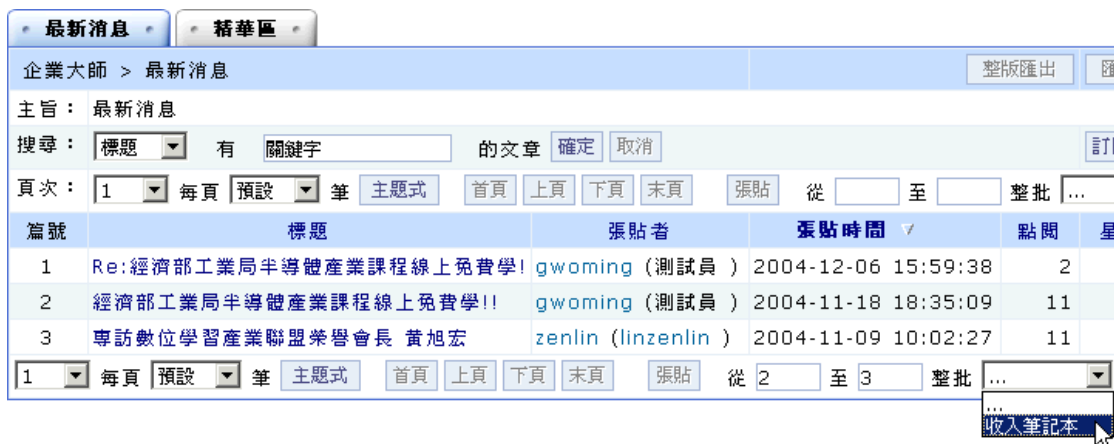 最新消息 精華區
企業大師 > 最新消息 整版匯出
主旨： 最新消息
搜尋： 標題 有 關鍵字 的文章 確定 取消
頁次： 1 每頁 預設 筆 主題式 首頁 上頁 下頁 末頁 張貼 從 至 整批 ...
篇號 標題 張貼者 張貼時間 點閱
1 Re:經濟部工業局半導體產業課程線上免費學! gwoming (測試員 ) 2004-12-06 15:59:38 2
2 經濟部工業局半導體產業課程線上免費學!! gwoming (測試員 ) 2004-11-18 18:35:09 11
3 專訪數位學習產業聯盟榮譽會長 黃旭宏 zenlin (linzenlin ) 2004-11-09 10:02:27 11
1 每頁 預設 筆 主題式 首頁 上頁 下頁 末頁 張貼 從 2 至 3 整批 ...
...
收入筆記本